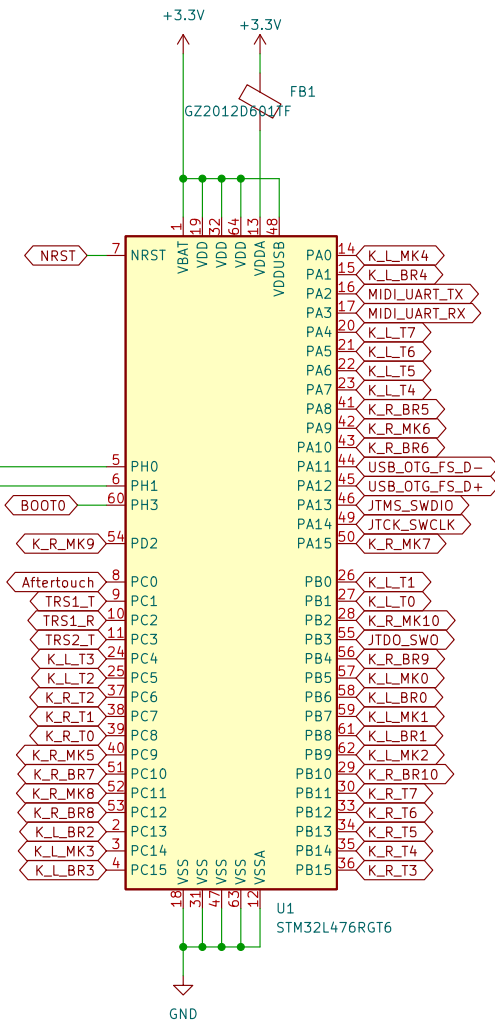 +3.3V
+3.3V
FB1
GZ2012D601TF
1 19 32 64 13 48
VBAT VDD VDD VDD VDDA VDDUSB
NRST 7 NRST
PA0 14 K_L_MK4
PA1 15 K_L_BR4
PA2 16 MIDI_UART_TX
PA3 17 MIDI_UART_RX
PA4 20 K_L_T7
PA5 21 K_L_T6
PA6 22 K_L_T5
PA7 23 K_L_T4
PA8 41 K_R_BR5
PA9 42 K_R_MK6
PA10 43 K_R_BR6
5 PH0 PA11 44 USB_OTG_FS_D-
6 PH1 PA12 45 USB_OTG_FS_D+
BOOT0 60 PH3 PA13 46 JTMS_SWDIO
PA14 49 JTCK_SWCLK
K_R_MK9 54 PD2 PA15 50 K_R_MK7
Aftertouch 8 PC0 PB0 26 K_L_T1
TRS1_T 9 PC1 PB1 27 K_L_T0
TRS1_R 10 PC2 PB2 28 K_R_MK10
TRS2_T 11 PC3 PB3 55 JTDO_SWO
K_L_T3 24 PC4 PB4 56 K_R_BR9
K_L_T2 25 PC5 PB5 57 K_L_MK0
K_R_T2 37 PC6 PB6 58 K_L_BR0
K_R_T1 38 PC7 PB7 59 K_L_MK1
K_R_T0 39 PC8 PB8 61 K_L_BR1
K_R_MK5 40 PC9 PB9 62 K_L_MK2
K_R_BR7 51 PC10 PB10 29 K_R_BR10
K_R_MK8 52 PC11 PB11 30 K_R_T7
K_R_BR8 53 PC12 PB12 33 K_R_T6
K_L_BR2 2 PC13 PB13 34 K_R_T5
K_L_MK3 3 PC14 PB14 35 K_R_T4
K_L_BR3 4 PC15 PB15 36 K_R_T3
VSS VSS VSS VSS VSSA
18 31 47 63 12
U1
STM32L476RGT6
GND